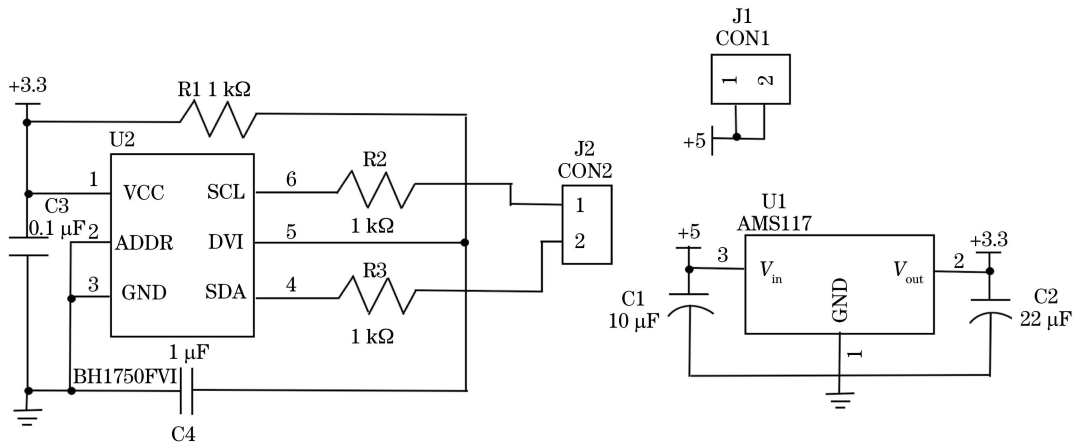 J1
CON1
1
2
+5
+3.3
R1 1 kΩ
U2
1
VCC
SCL
6
R2
1 kΩ
C3
0.1 µF
2
ADDR
DVI
5
3
GND
SDA
4
R3
1 kΩ
BH1750FVI
1 µF
C4
J2
CON2
1
2
U1
AMS117
+5
3
Vin
Vout
2
+3.3
GND
1
C1
10 µF
C2
22 µF